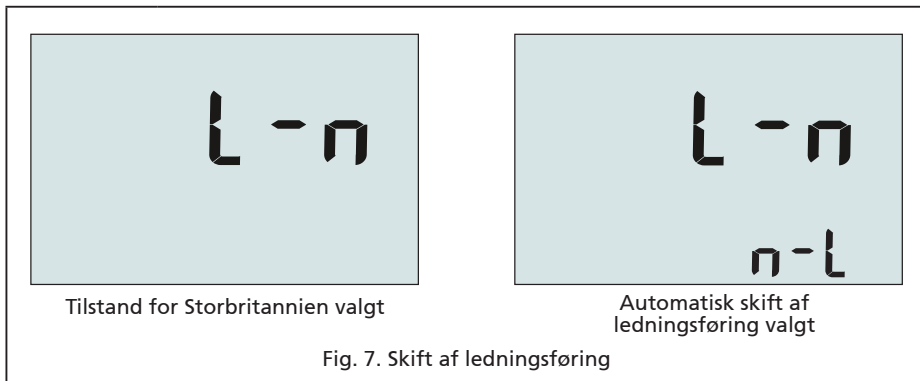 L-n
L-n
n-L
Tilstand for Storbritannien valgt
Automatisk skift af
ledningsføring valgt
Fig. 7. Skift af ledningsføring